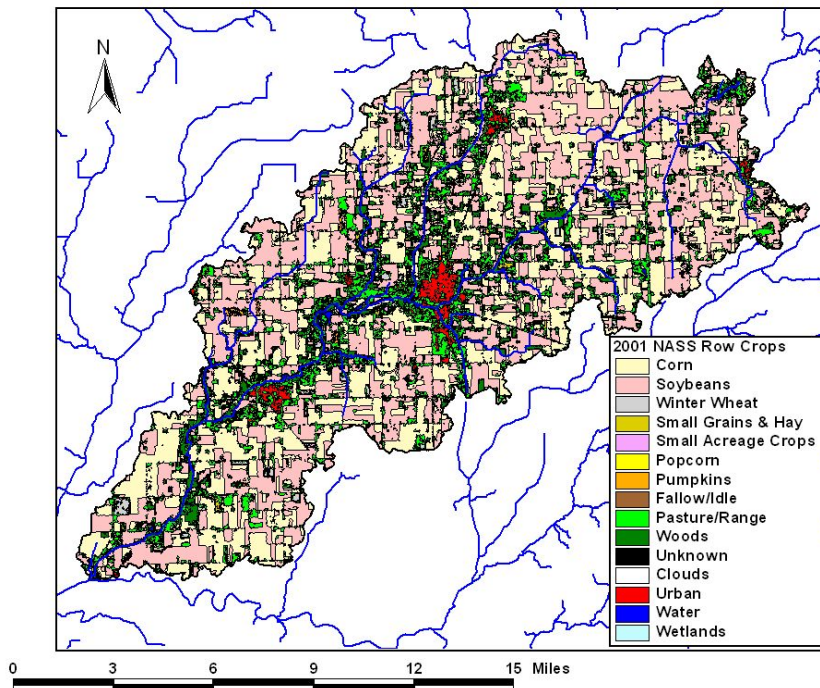 N
2001 NASS Row Crops
Corn
Soybeans
Winter Wheat
Small Grains & Hay
Small Acreage Crops
Popcorn
Pumpkins
Fallow/Idle
Pasture/Range
Woods
Unknown
Clouds
Urban
Water
Wetlands
0 3 6 9 12 15 Miles